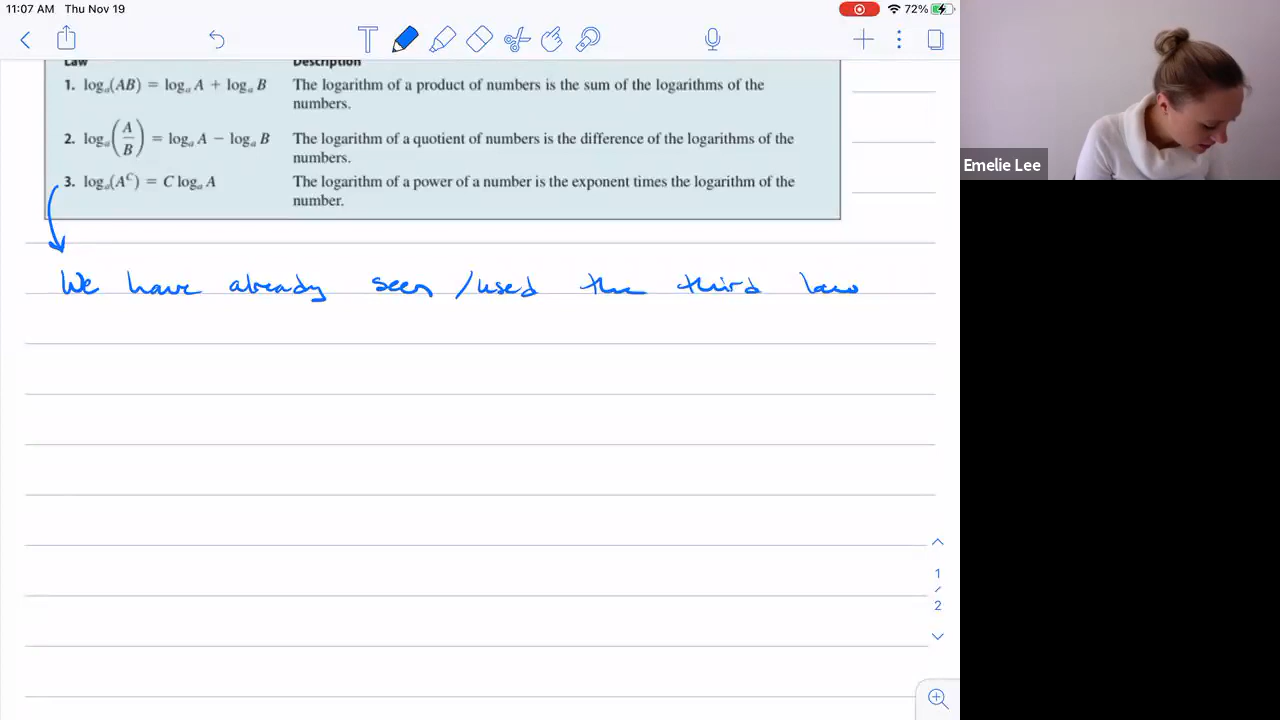 11:07 AM Thu Nov 19
72%
Law Description
1. logₐ(AB) = logₐ A + logₐ B The logarithm of a product of numbers is the sum of the logarithms of the
numbers.
2. logₐ(A/B) = logₐ A − logₐ B The logarithm of a quotient of numbers is the difference of the logarithms of the
numbers.
3. logₐ(Aᶜ) = C logₐ A The logarithm of a power of a number is the exponent times the logarithm of the
number.
We have already seen /used the third law
Emelie Lee
1
/
2